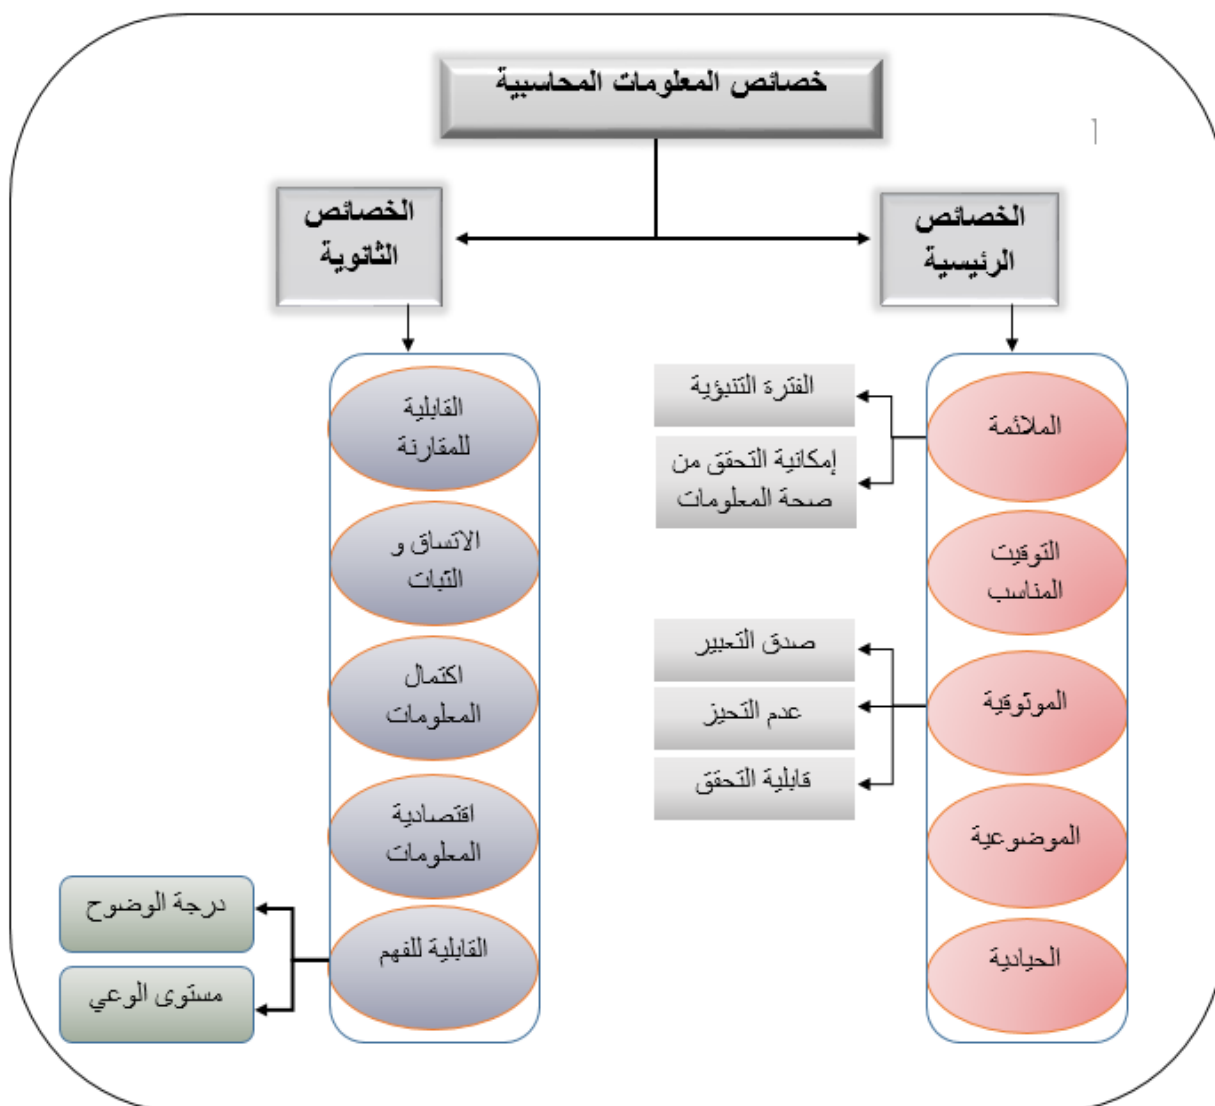 خصائص المعلومات المحاسبية
1
الخصائص
الرئيسية
الخصائص
الثانوية
الملائمة
الفترة التنبؤية
إمكانية التحقق من
صحة المعلومات
التوقيت
المناسب
الموثوقية
صدق التعبير
عدم التحيز
قابلية التحقق
الموضوعية
الحيادية
القابلية
للمقارنة
الاتساق و
الثبات
اكتمال
المعلومات
اقتصادية
المعلومات
القابلية للفهم
درجة الوضوح
مستوى الوعي